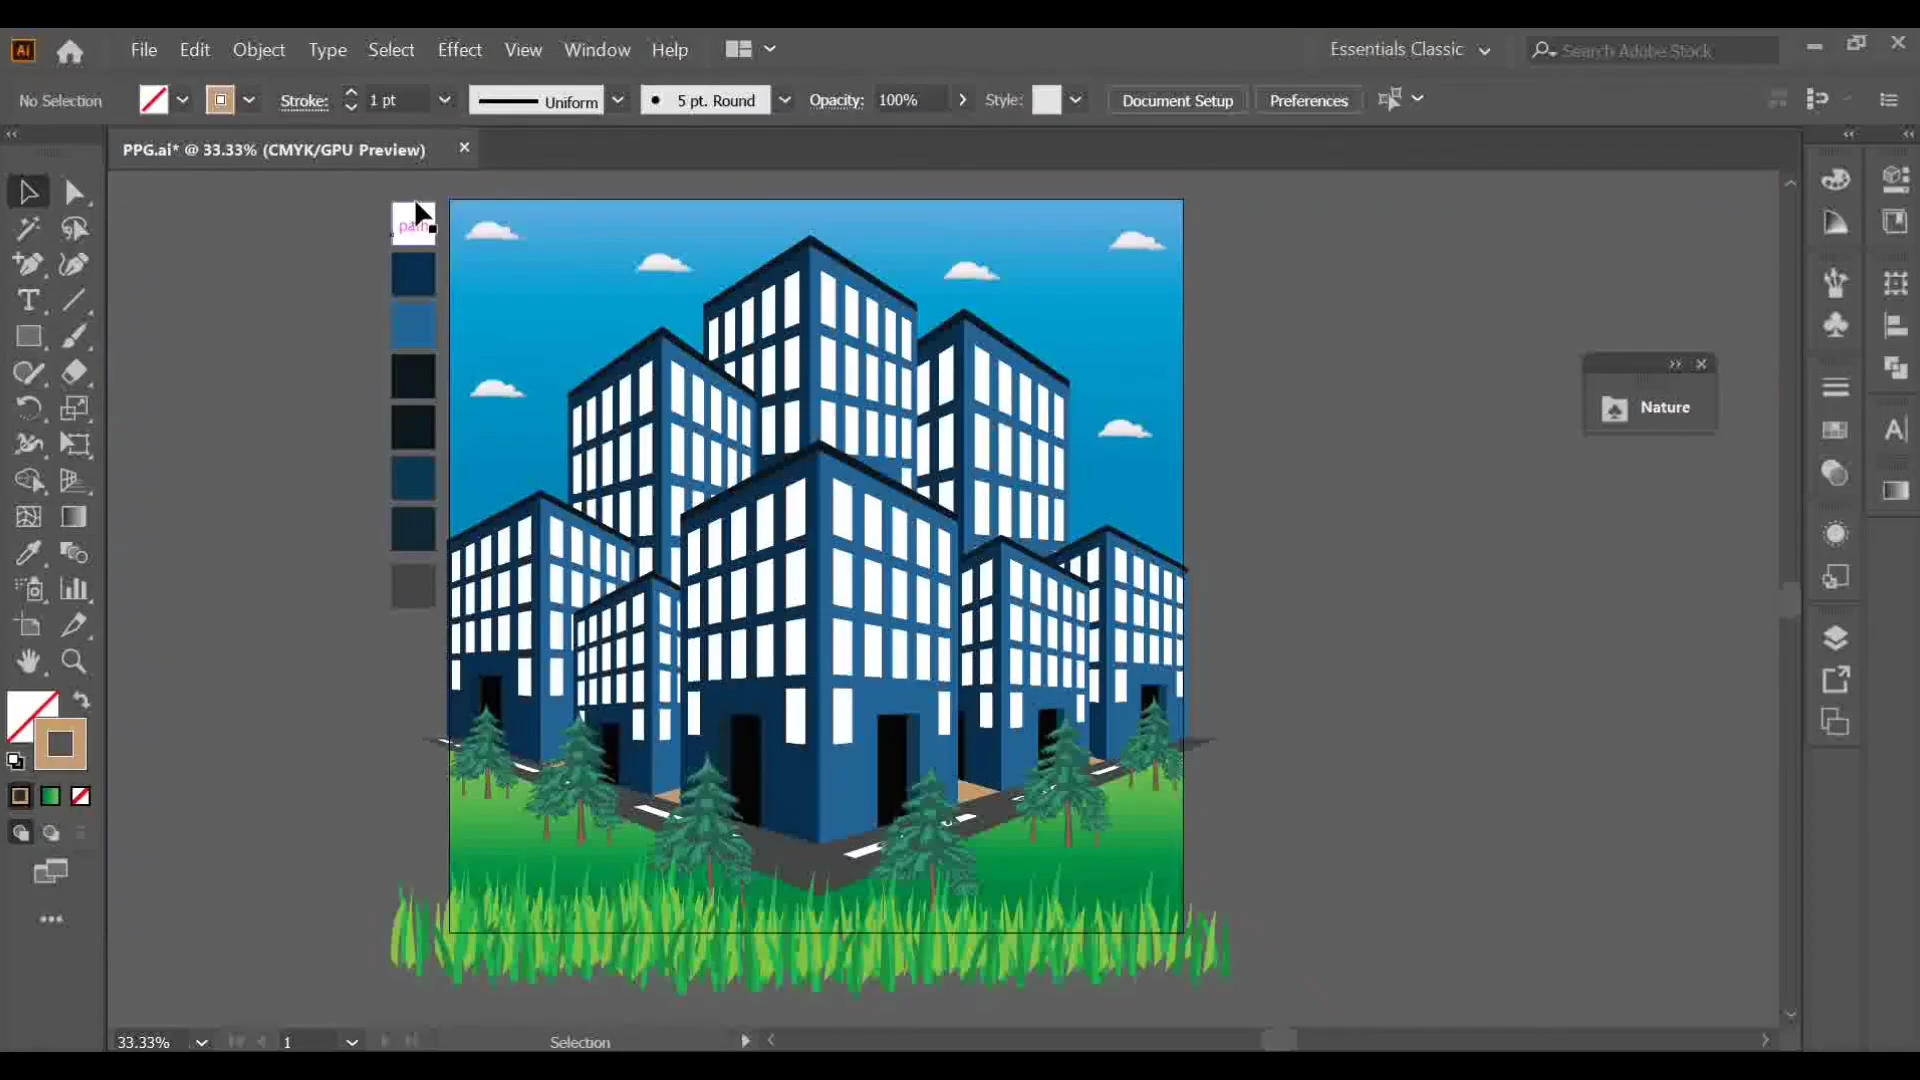 Ai File Edit Object Type Select Effect View Window Help Essentials Classic Search Adobe Stock
No Selection Stroke: 1 pt Uniform 5 pt. Round Opacity: 100% Style: Document Setup Preferences
PPG.ai* @ 33.33% (CMYK/GPU Preview)
path
Nature
33.33% 1 Selection